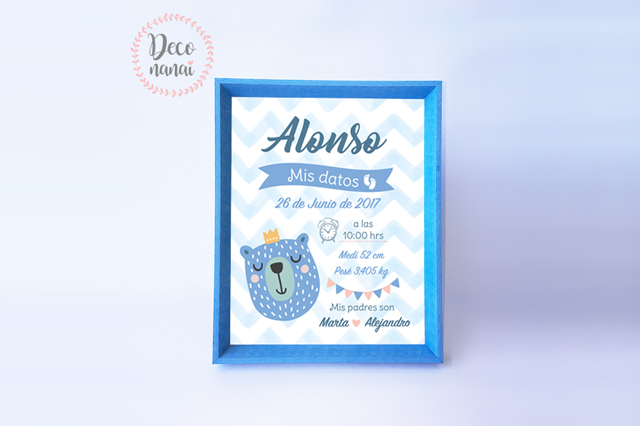 Deco
nanai
Alonso
Mis datos
26 de Junio de 2017
a las
10:00 hrs
Medi 52 cm
Pesé 3,405 kg
Mis padres son
Marta Alejandro